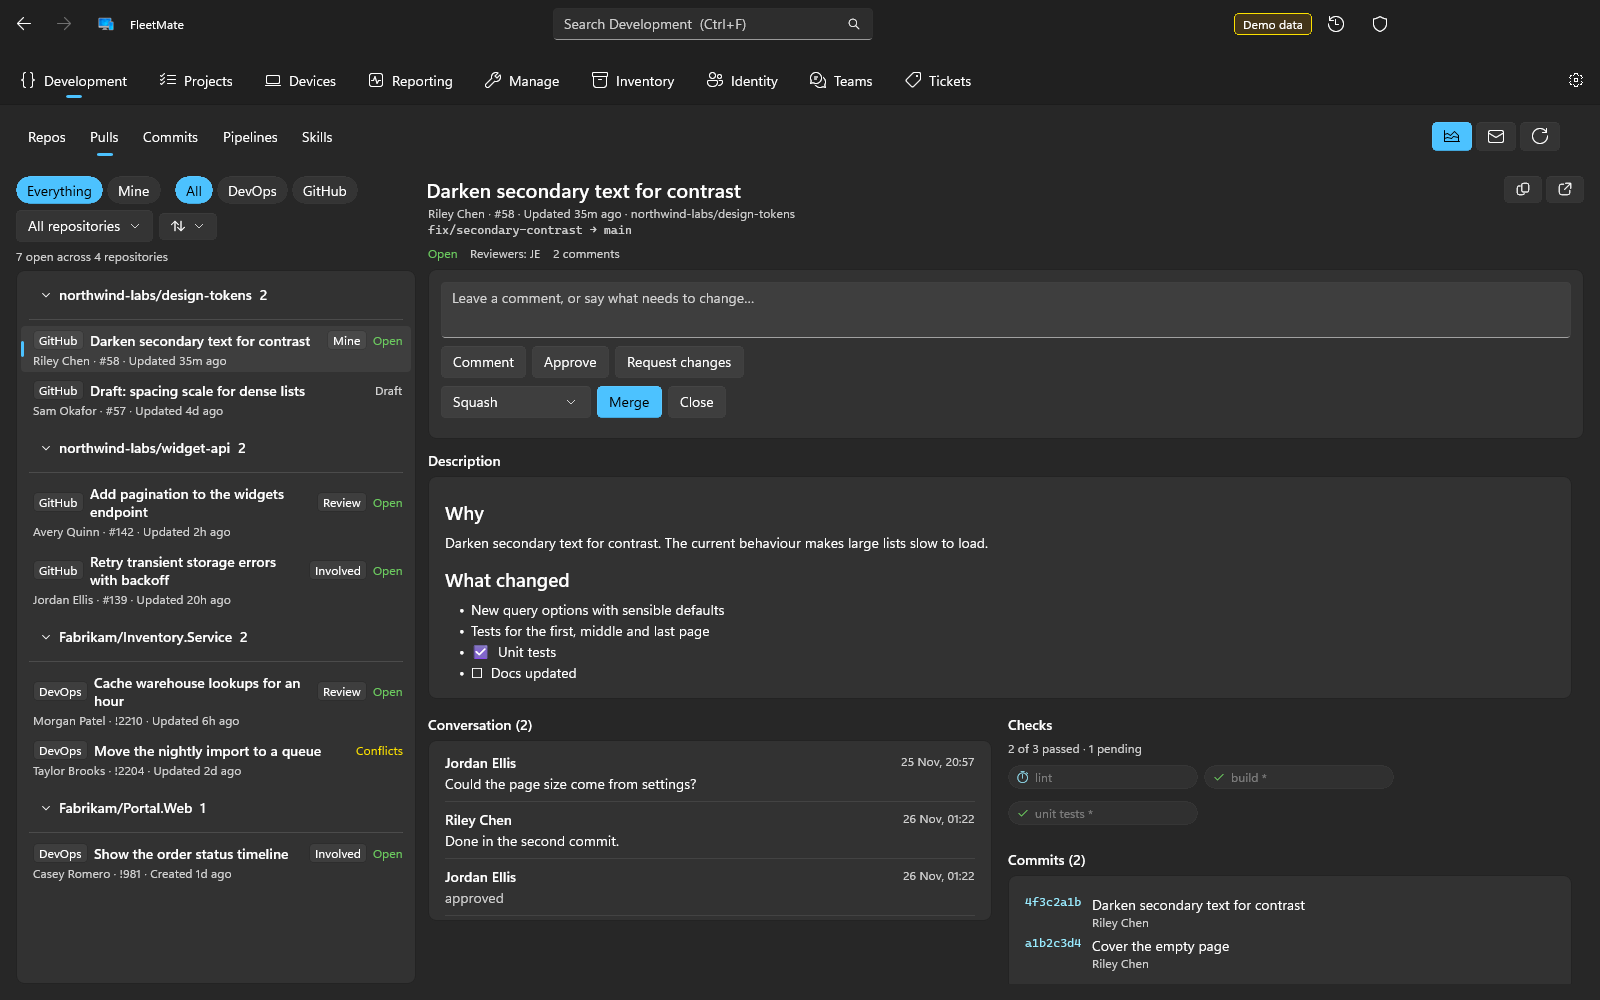 FleetMate
Search Development (Ctrl+F)
Demo data
Development
Projects
Devices
Reporting
Manage
Inventory
Identity
Teams
Tickets
Repos
Pulls
Commits
Pipelines
Skills
Everything
Mine
All
DevOps
GitHub
All repositories
7 open across 4 repositories
northwind-labs/design-tokens 2
GitHub Darken secondary text for contrast Mine Open
Riley Chen · #58 · Updated 35m ago
GitHub Draft: spacing scale for dense lists Draft
Sam Okafor · #57 · Updated 4d ago
northwind-labs/widget-api 2
GitHub Add pagination to the widgets endpoint Review Open
Avery Quinn · #142 · Updated 2h ago
GitHub Retry transient storage errors with backoff Involved Open
Jordan Ellis · #139 · Updated 20h ago
Fabrikam/Inventory.Service 2
DevOps Cache warehouse lookups for an hour Review Open
Morgan Patel · !2210 · Updated 6h ago
DevOps Move the nightly import to a queue Conflicts
Taylor Brooks · !2204 · Updated 2d ago
Fabrikam/Portal.Web 1
DevOps Show the order status timeline Involved Open
Casey Romero · !981 · Created 1d ago
Darken secondary text for contrast
Riley Chen · #58 · Updated 35m ago · northwind-labs/design-tokens
fix/secondary-contrast → main
Open Reviewers: JE 2 comments
Leave a comment, or say what needs to change...
Comment
Approve
Request changes
Squash
Merge
Close
Description
Why
Darken secondary text for contrast. The current behaviour makes large lists slow to load.
What changed
• New query options with sensible defaults
• Tests for the first, middle and last page
• ☑ Unit tests
• ☐ Docs updated
Conversation (2)
Jordan Ellis 25 Nov, 20:57
Could the page size come from settings?
Riley Chen 26 Nov, 01:22
Done in the second commit.
Jordan Ellis 26 Nov, 01:22
approved
Checks
2 of 3 passed · 1 pending
lint
build *
unit tests *
Commits (2)
4f3c2a1b Darken secondary text for contrast
Riley Chen
a1b2c3d4 Cover the empty page
Riley Chen